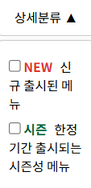 상세분류 ▲
NEW 신
규 출시된 메
뉴
시즌 한정
기간 출시되는
시즌성 메뉴